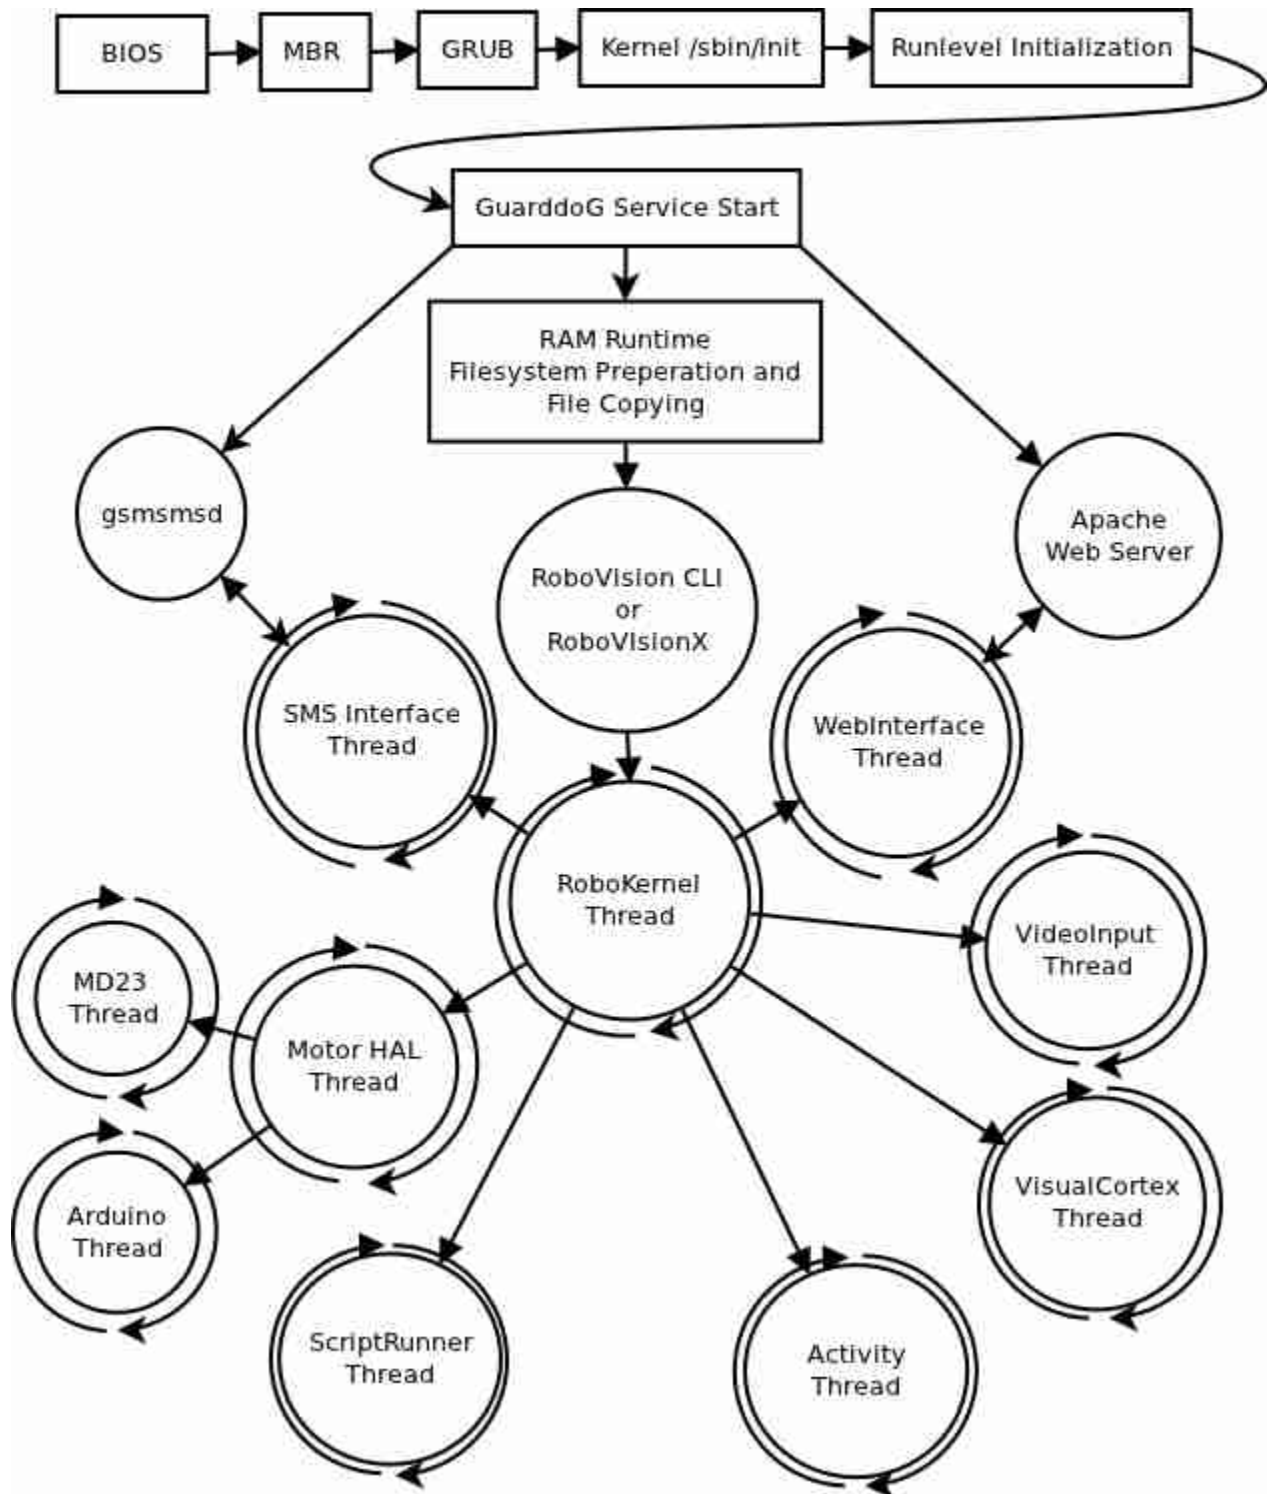 BIOS
MBR
GRUB
Kernel /sbin/init
Runlevel Initialization
GuarddoG Service Start
RAM Runtime
Filesystem Preperation and
File Copying
gsmsmsd
Apache
Web Server
RoboVision CLI
or
RoboVIsionX
SMS Interface
Thread
WebInterface
Thread
RoboKernel
Thread
VideoInput
Thread
MD23
Thread
Motor HAL
Thread
VisualCortex
Thread
Arduino
Thread
ScriptRunner
Thread
Activity
Thread